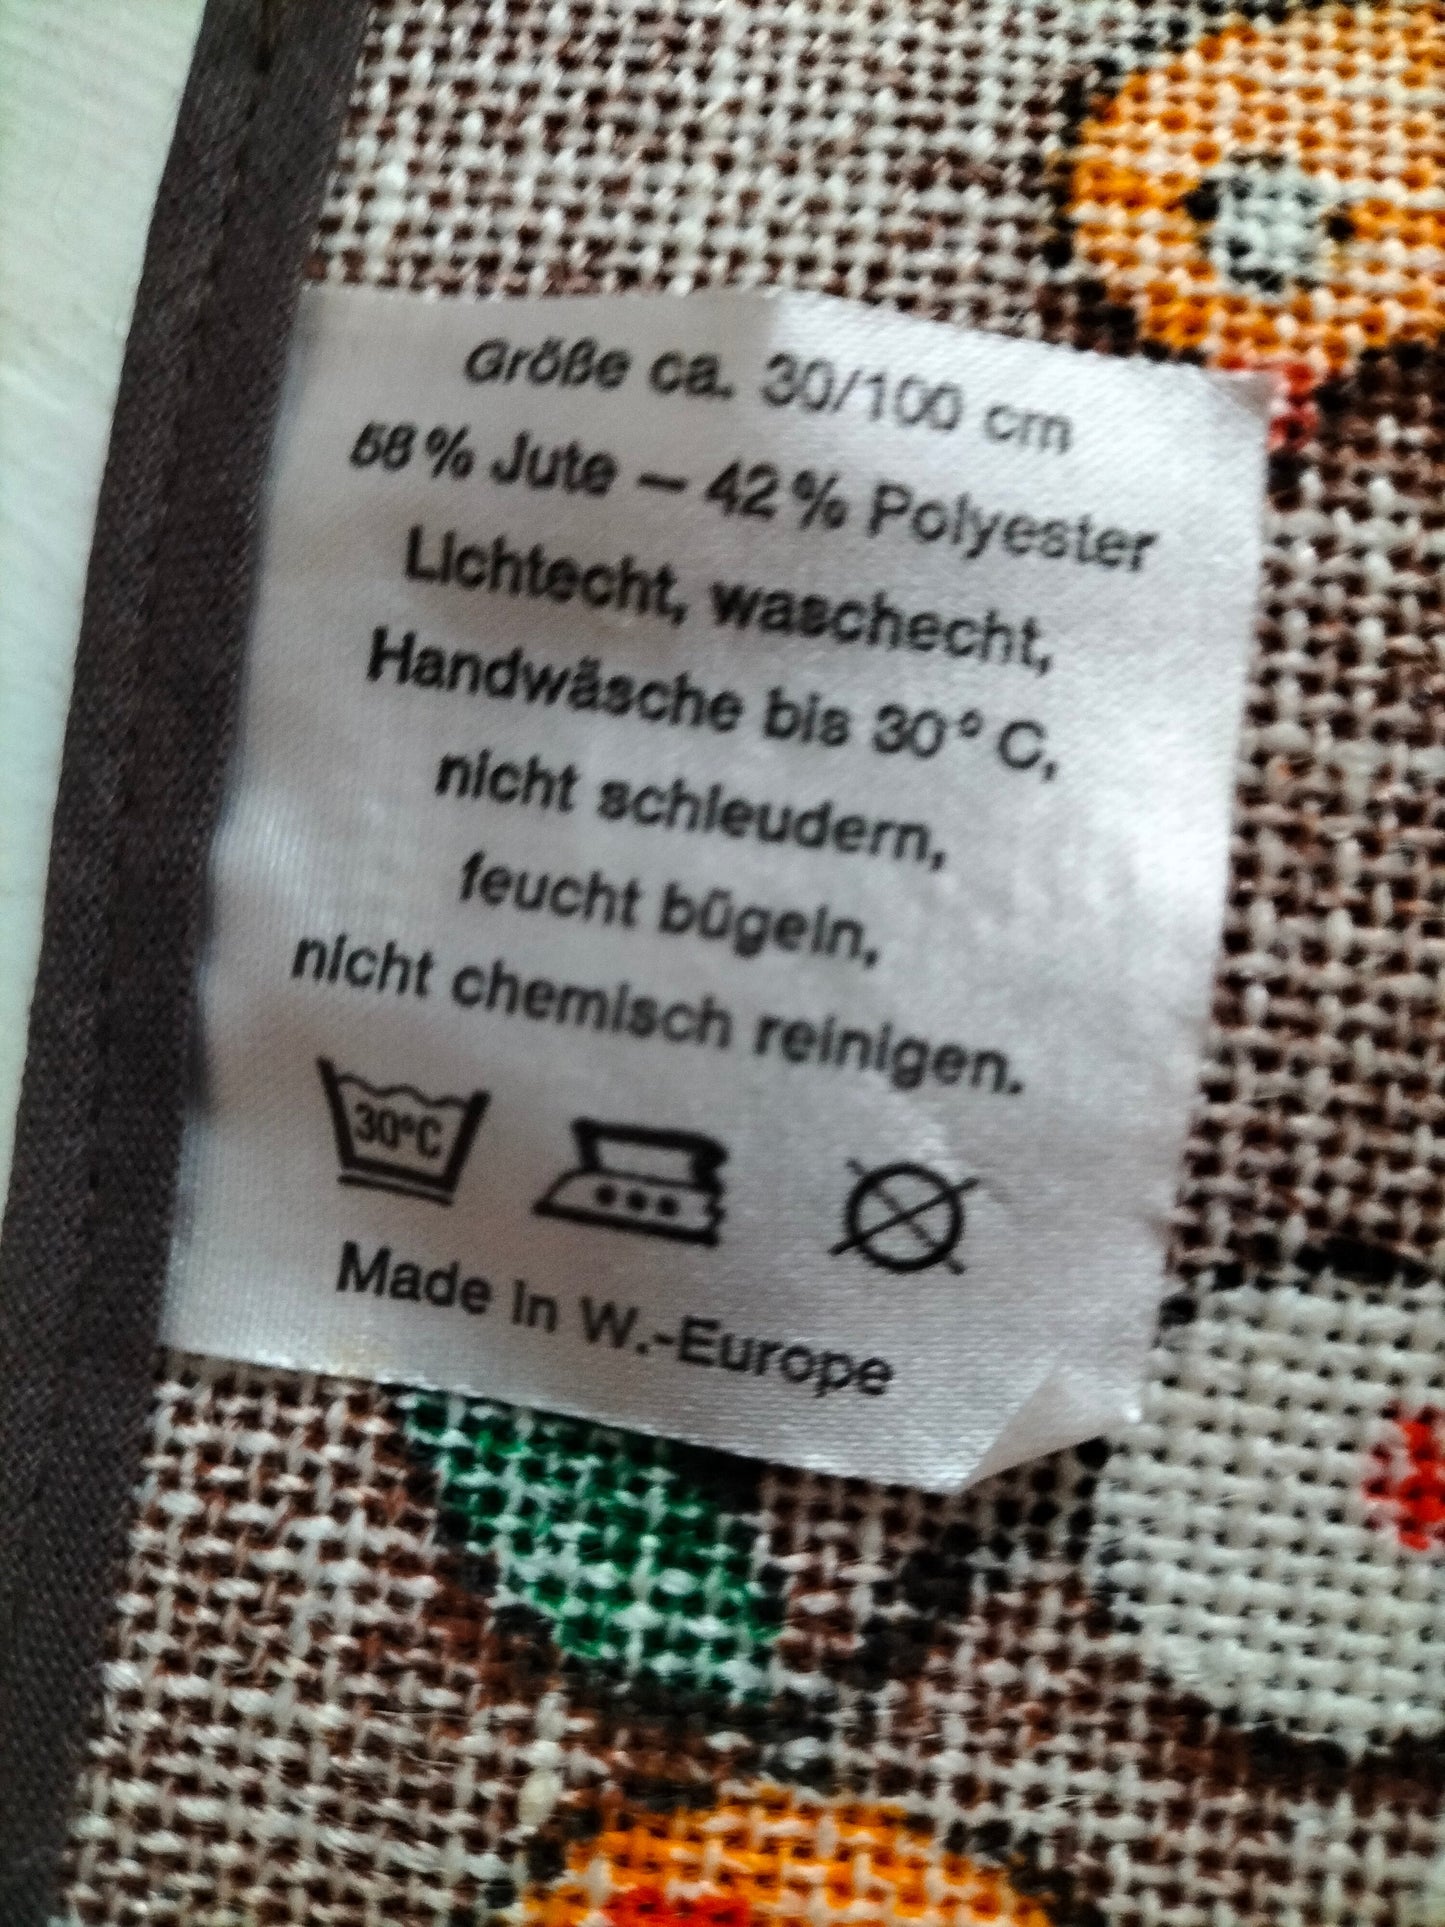 Größe ca. 30/100 cm
58% Jute — 42% Polyester
Lichtecht, waschecht,
Handwäsche bis 30° C,
nicht schleudern,
feucht bügeln,
nicht chemisch reinigen.
30°C
Made in W.-Europe